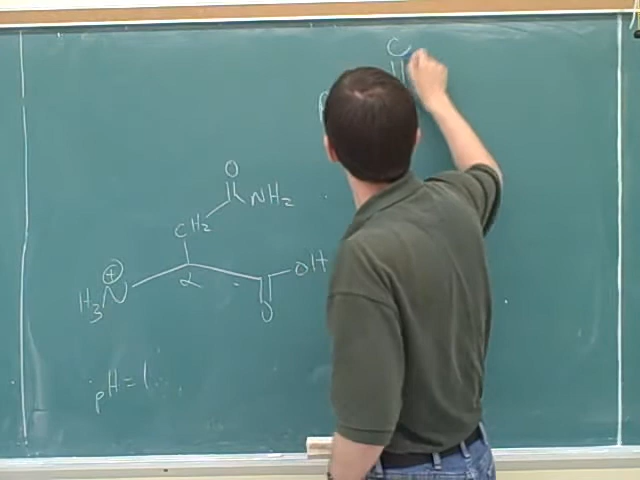 C
O
NH₂
CH₂
⊕
H₃N
α
OH
O
pH = 1